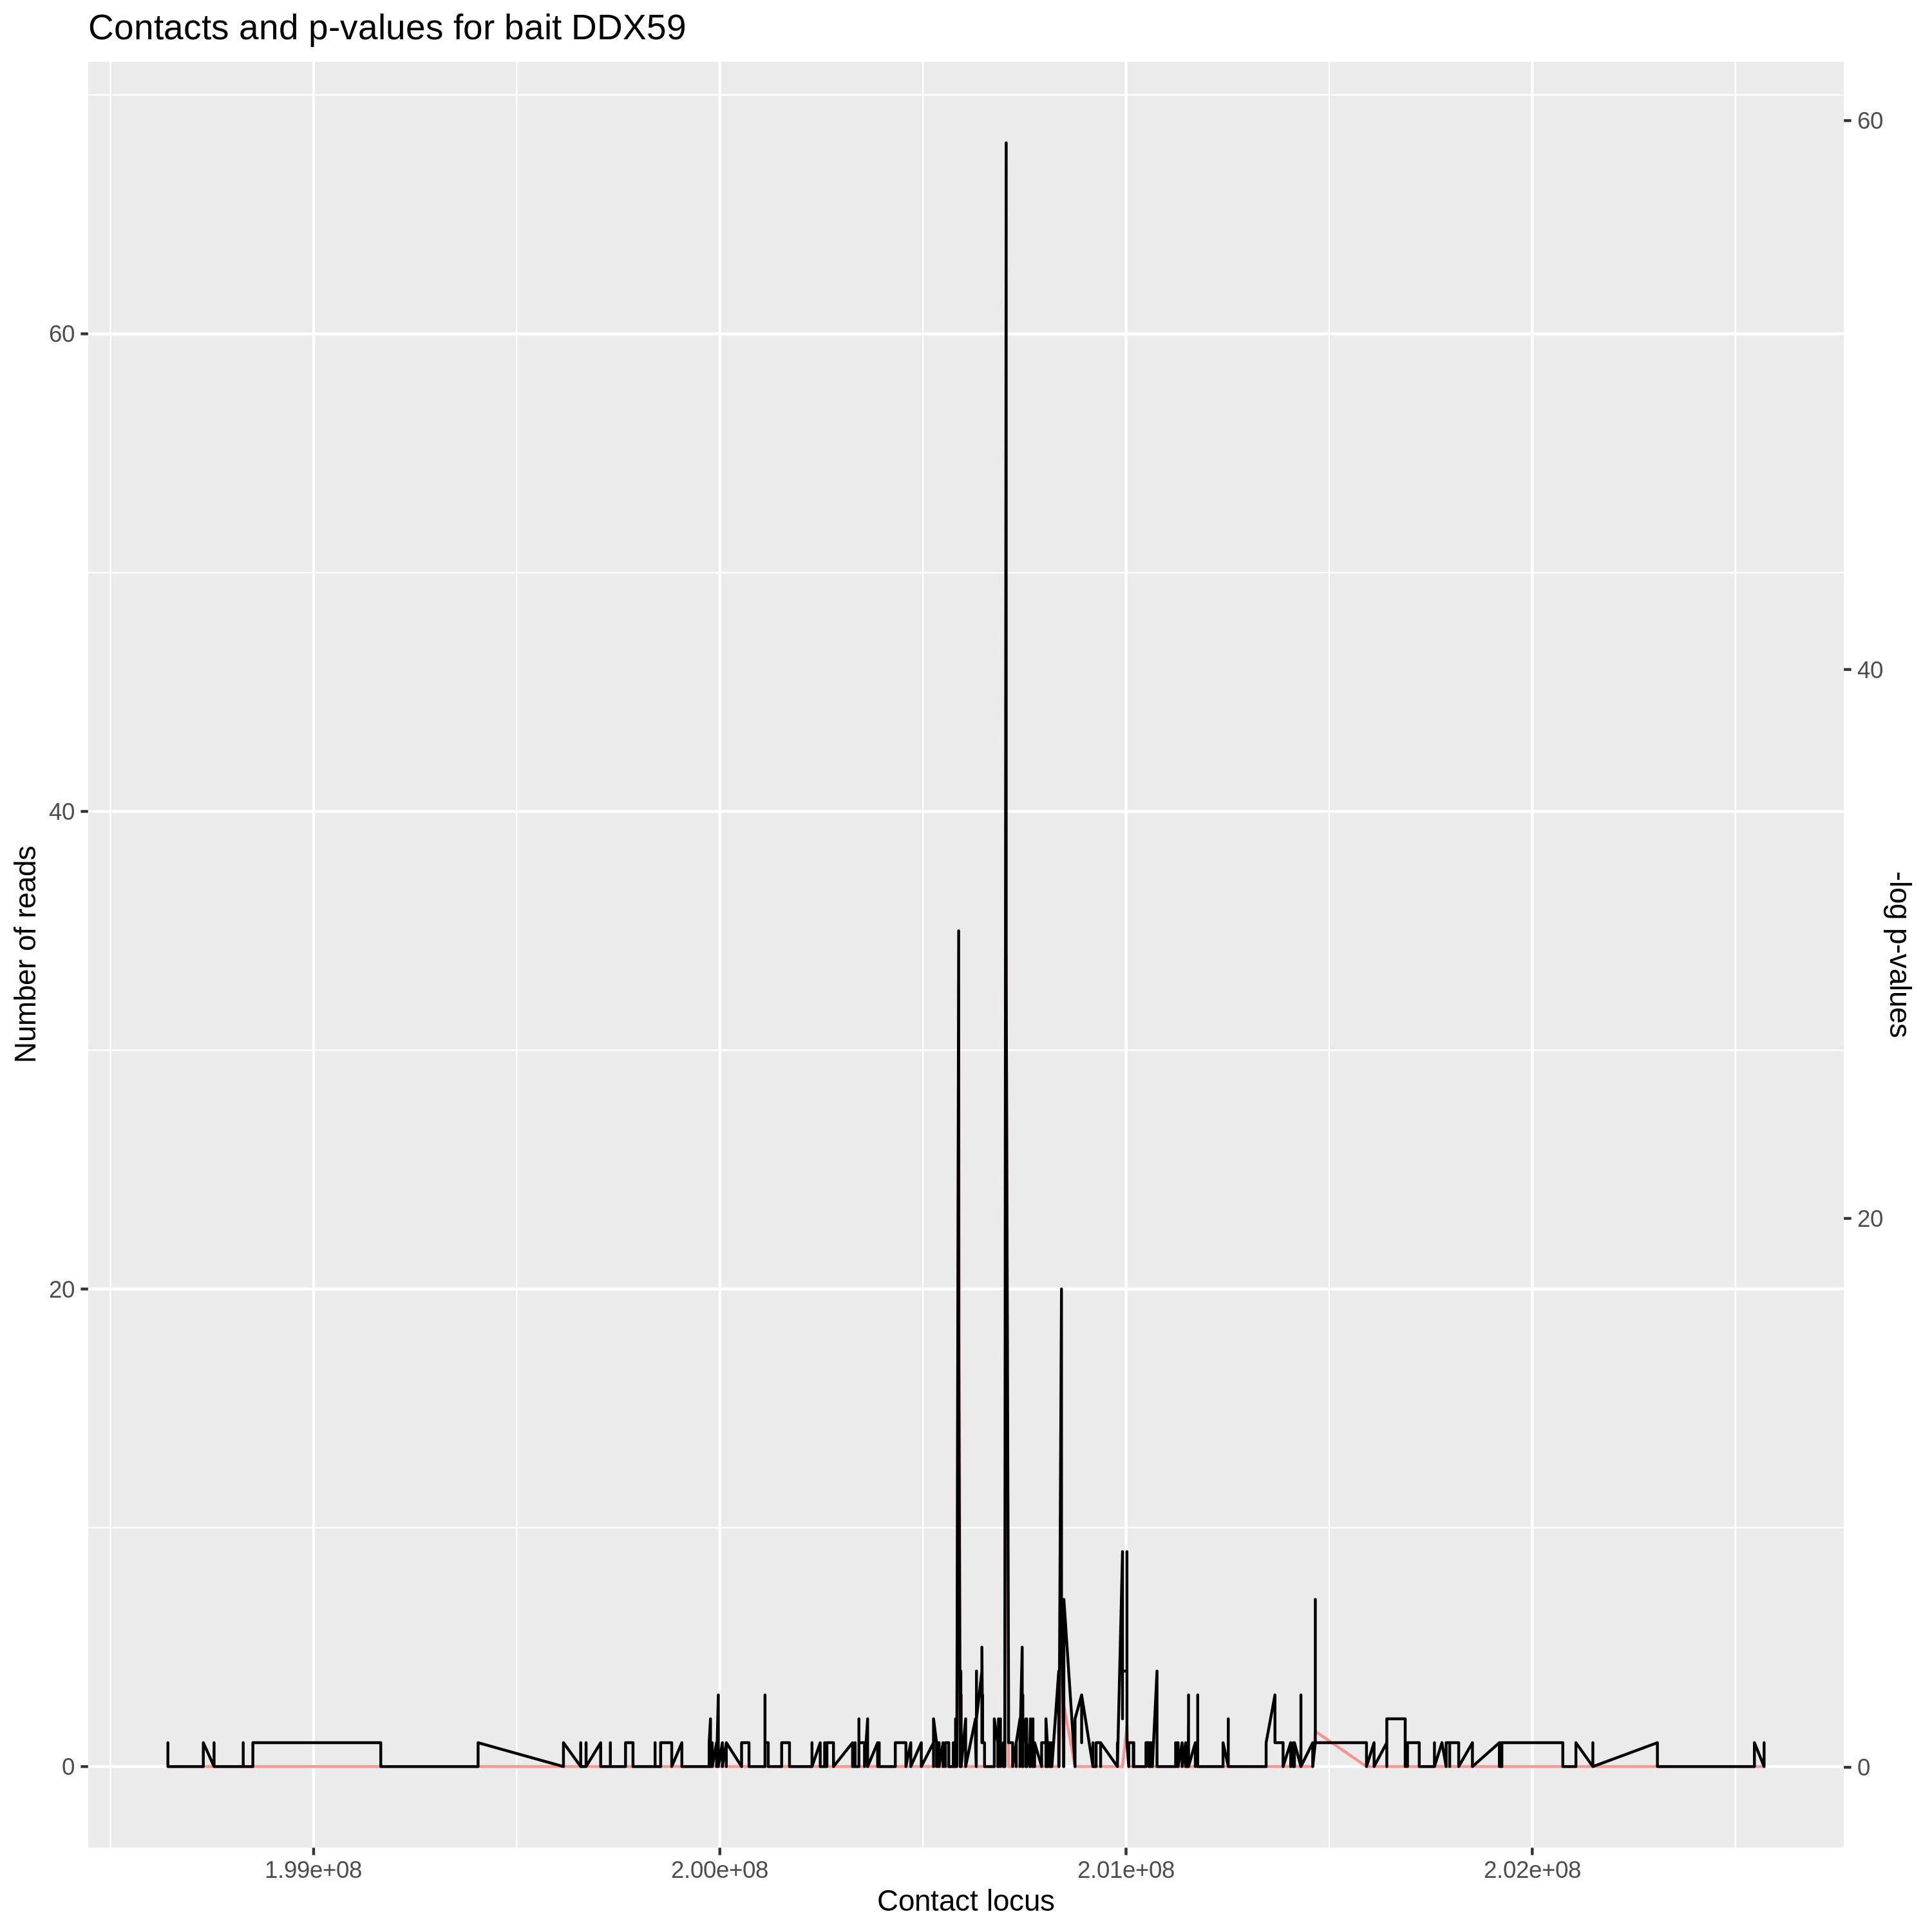 Contacts and p-values for bait DDX59
60
40
20
0
Number of reads
60
40
20
0
-log p-values
1.99e+08 2.00e+08 2.01e+08 2.02e+08
Contact locus